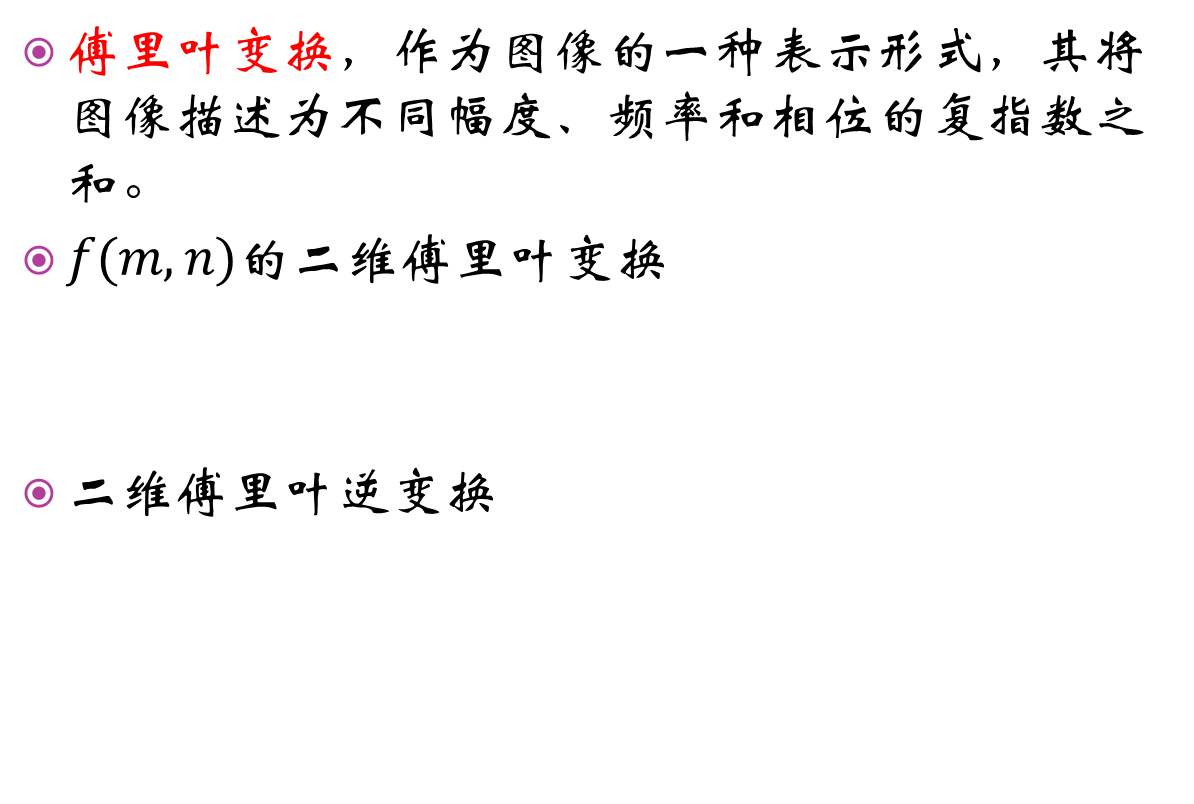 傅里叶变换，作为图像的一种表示形式，其将
图像描述为不同幅度、频率和相位的复指数之
和。
f(m,n)的二维傅里叶变换
二维傅里叶逆变换